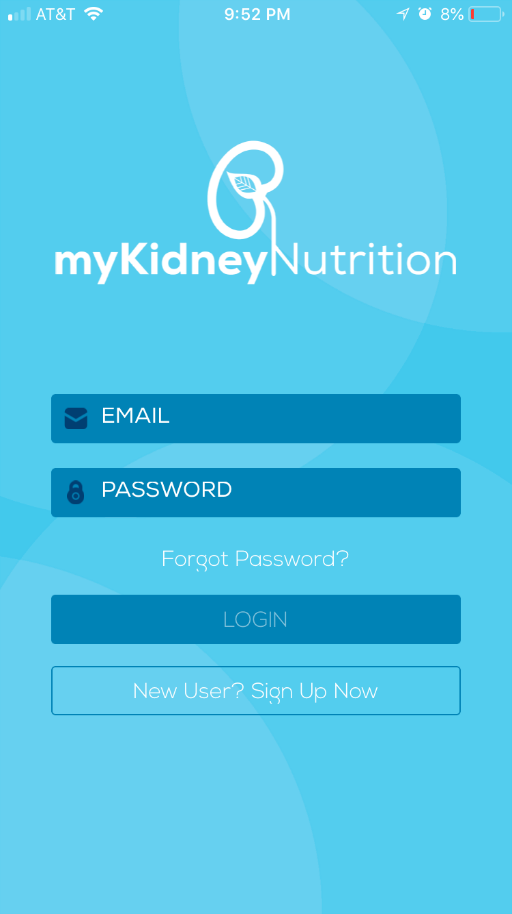 AT&T 9:52 PM 8%
myKidneyNutrition
EMAIL
PASSWORD
Forgot Password?
LOGIN
New User? Sign Up Now